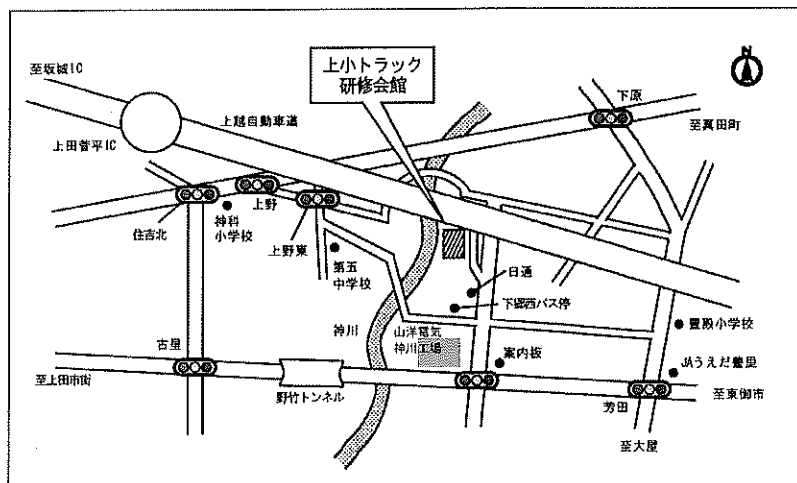 N
上小トラック
研修会館
至坂城IC
下原
上越自動車道
至真田町
上田菅平IC
上野
住吉北
神科
小学校
上野東
第五
中学校
日通
下郷西バス停
神川
山洋電気
神川工場
豊殿小学校
古里
案内板
JAうえだ豊里
至上田市街
野竹トンネル
芳田
至東御市
至大屋